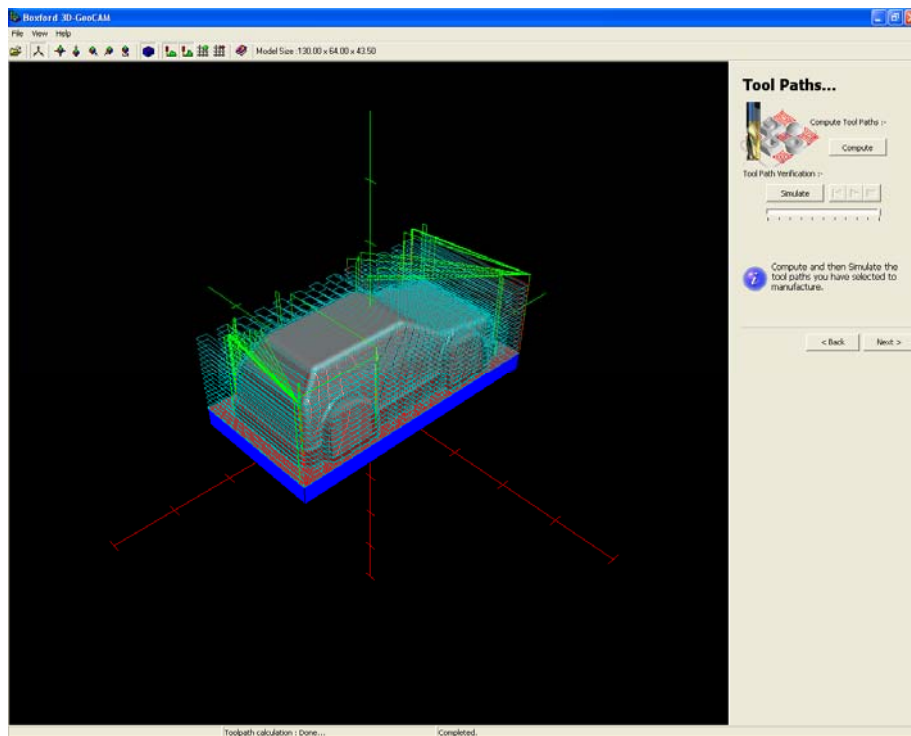 Boxford 3D-GeoCAM
File View Help
Model Size :130.00 x 64.00 x 43.50
Tool Paths...
Compute Tool Paths :-
Compute
Tool Path Verification :-
Simulate
Compute and then Simulate the
tool paths you have selected to
manufacture.
< Back Next >
Toolpath calculation : Done... Completed.